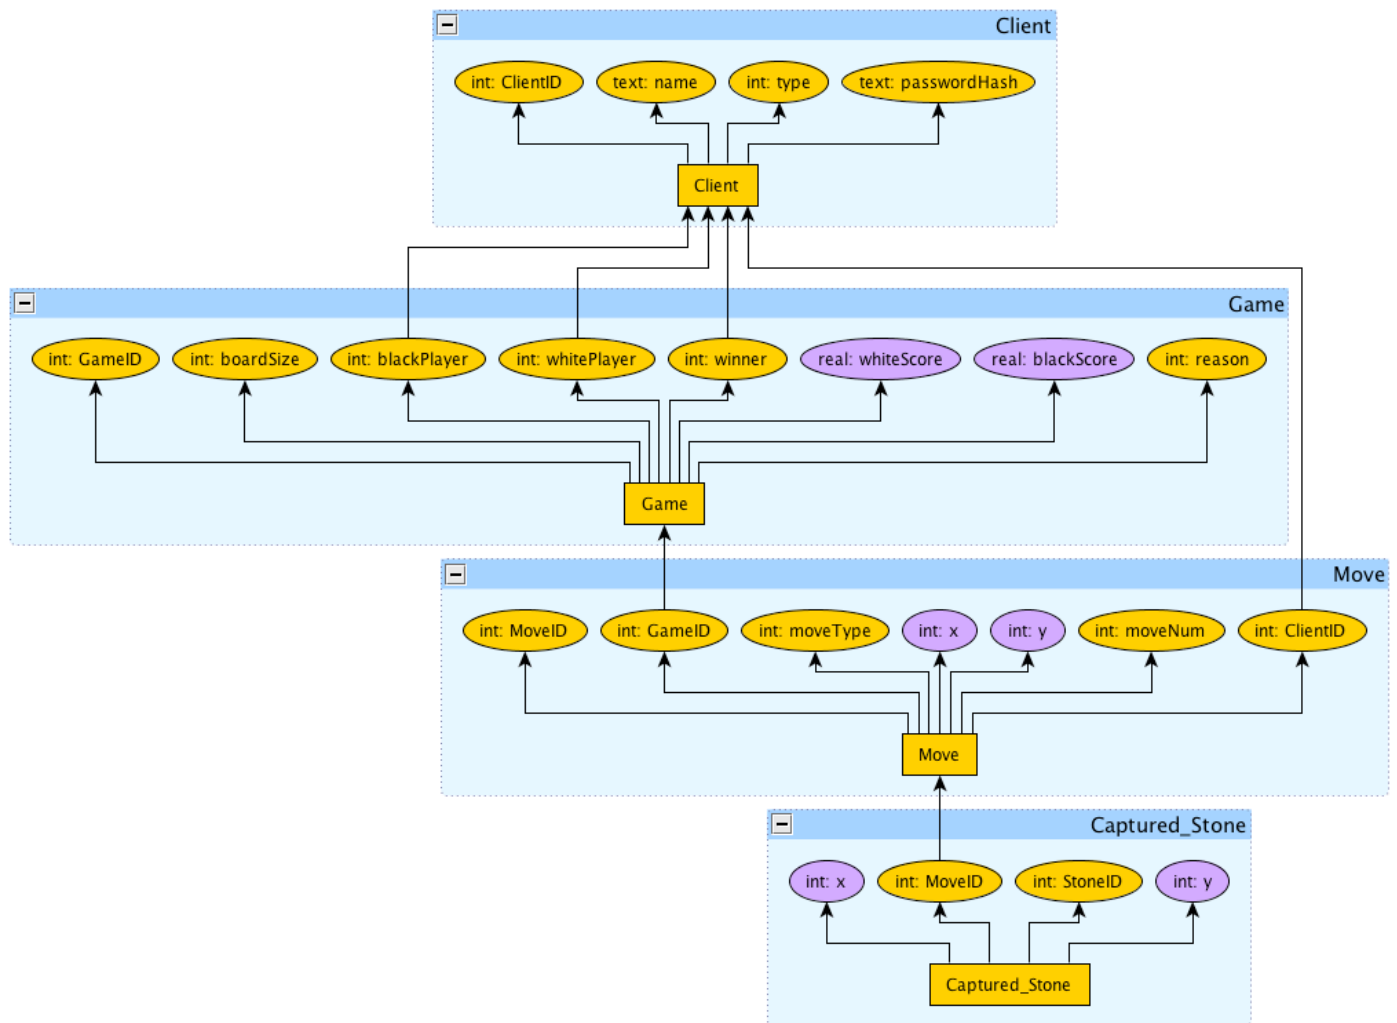 Client
int: ClientID
text: name
int: type
text: passwordHash
Client
Game
int: GameID
int: boardSize
int: blackPlayer
int: whitePlayer
int: winner
real: whiteScore
real: blackScore
int: reason
Game
Move
int: MoveID
int: GameID
int: moveType
int: x
int: y
int: moveNum
int: ClientID
Move
Captured_Stone
int: x
int: MoveID
int: StoneID
int: y
Captured_Stone